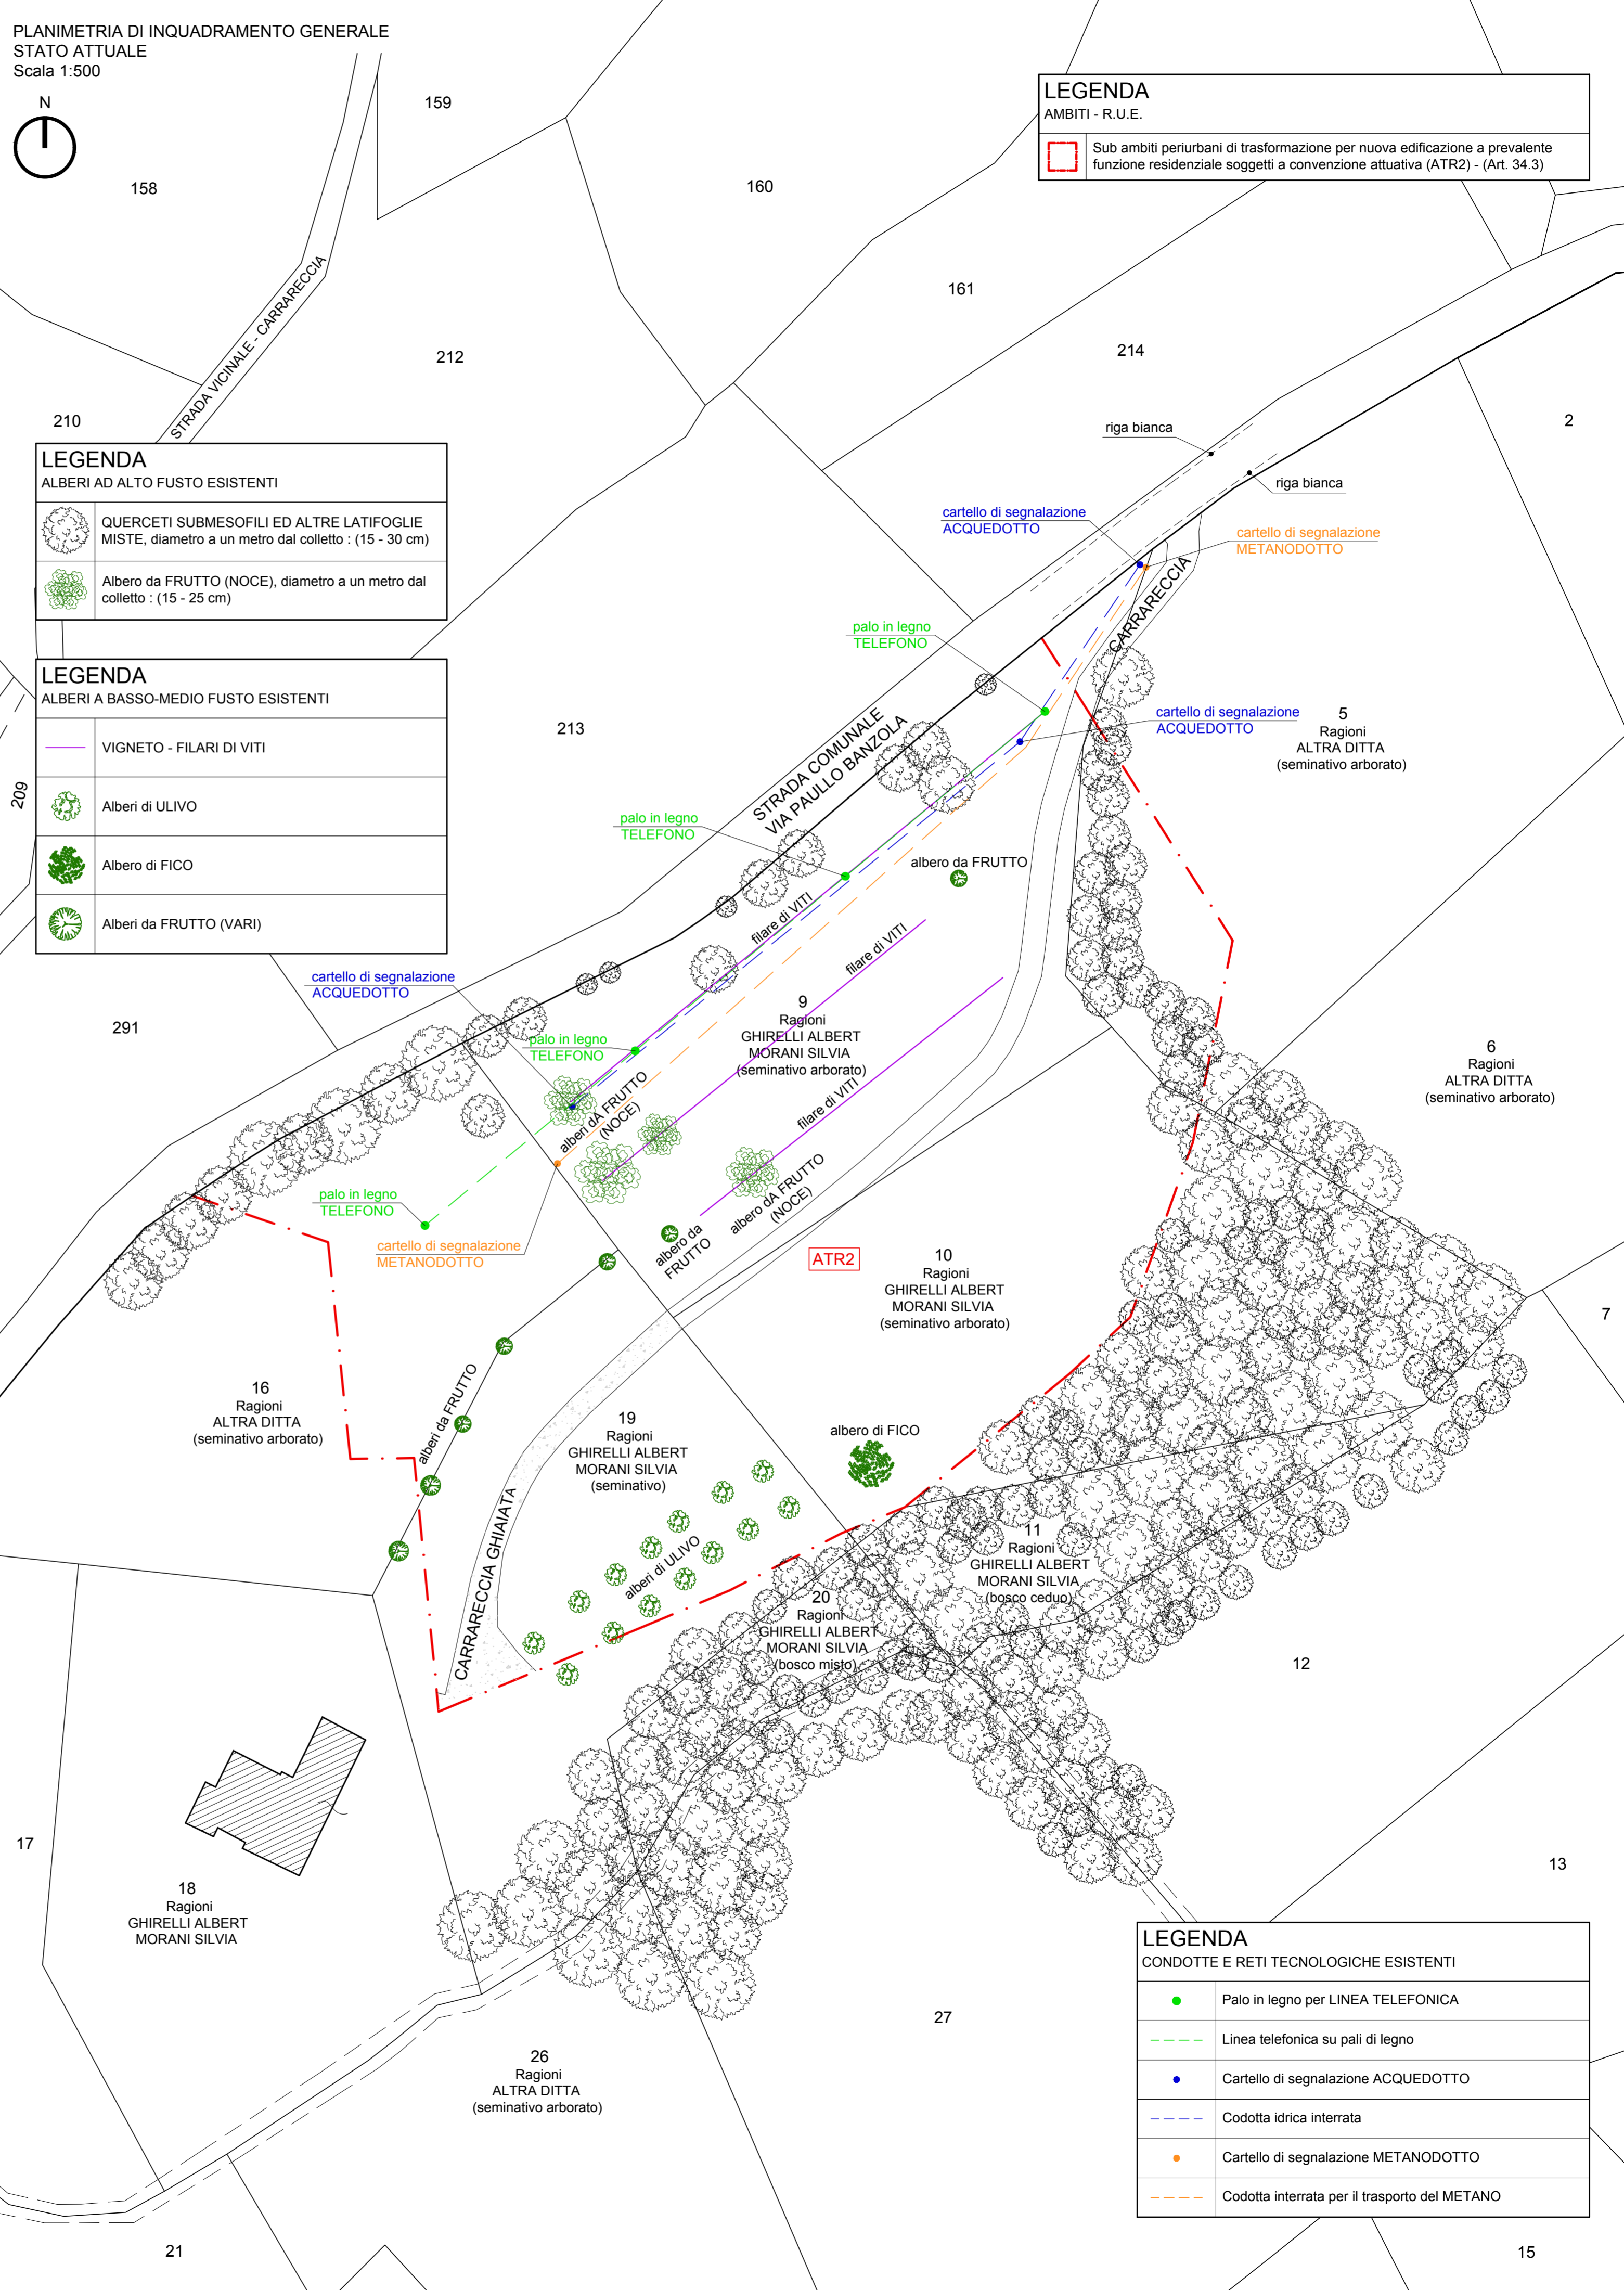 PLANIMETRIA DI INQUADRAMENTO GENERALE
STATO ATTUALE
Scala 1:500
N
LEGENDA
AMBITI - R.U.E.
Sub ambiti periurbani di trasformazione per nuova edificazione a prevalente
funzione residenziale soggetti a convenzione attuativa (ATR2) - (Art. 34.3)
159
158
160
161
STRADA VICINALE - CARRARECCIA
212
214
210
2
riga bianca
riga bianca
LEGENDA
ALBERI AD ALTO FUSTO ESISTENTI
QUERCETI SUBMESOFILI ED ALTRE LATIFOGLIE
MISTE, diametro a un metro dal colletto : (15 - 30 cm)
Albero da FRUTTO (NOCE), diametro a un metro dal
colletto : (15 - 25 cm)
cartello di segnalazione
ACQUEDOTTO
cartello di segnalazione
METANODOTTO
CARRARECCIA
palo in legno
TELEFONO
LEGENDA
ALBERI A BASSO-MEDIO FUSTO ESISTENTI
VIGNETO - FILARI DI VITI
Alberi di ULIVO
Albero di FICO
Alberi da FRUTTO (VARI)
209
213
STRADA COMUNALE
VIA PAULLO BANZOLA
cartello di segnalazione
ACQUEDOTTO
5
Ragioni
ALTRA DITTA
(seminativo arborato)
palo in legno
TELEFONO
albero da FRUTTO
filare di VITI
filare di VITI
cartello di segnalazione
ACQUEDOTTO
291
9
Ragioni
GHIRELLI ALBERT
MORANI SILVIA
(seminativo arborato)
palo in legno
TELEFONO
6
Ragioni
ALTRA DITTA
(seminativo arborato)
alberi dA FRUTTO
(NOCE)
filare di VITI
palo in legno
TELEFONO
albero dA FRUTTO
(NOCE)
cartello di segnalazione
METANODOTTO
albero da
FRUTTO
ATR2
10
Ragioni
GHIRELLI ALBERT
MORANI SILVIA
(seminativo arborato)
7
16
Ragioni
ALTRA DITTA
(seminativo arborato)
alberi da FRUTTO
19
Ragioni
GHIRELLI ALBERT
MORANI SILVIA
(seminativo)
albero di FICO
CARRARECCIA GHIAIATA
alberi di ULIVO
11
Ragioni
GHIRELLI ALBERT
MORANI SILVIA
(bosco ceduo)
20
Ragioni
GHIRELLI ALBERT
MORANI SILVIA
(bosco misto)
12
17
18
Ragioni
GHIRELLI ALBERT
MORANI SILVIA
13
LEGENDA
CONDOTTE E RETI TECNOLOGICHE ESISTENTI
Palo in legno per LINEA TELEFONICA
Linea telefonica su pali di legno
Cartello di segnalazione ACQUEDOTTO
Codotta idrica interrata
Cartello di segnalazione METANODOTTO
Codotta interrata per il trasporto del METANO
27
26
Ragioni
ALTRA DITTA
(seminativo arborato)
21
15